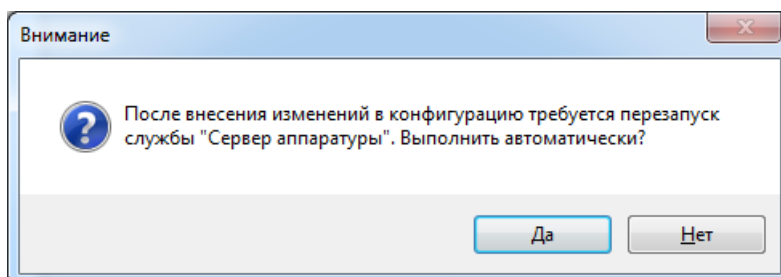 Внимание
После внесения изменений в конфигурацию требуется перезапуск
службы "Сервер аппаратуры". Выполнить автоматически?
Да
Нет